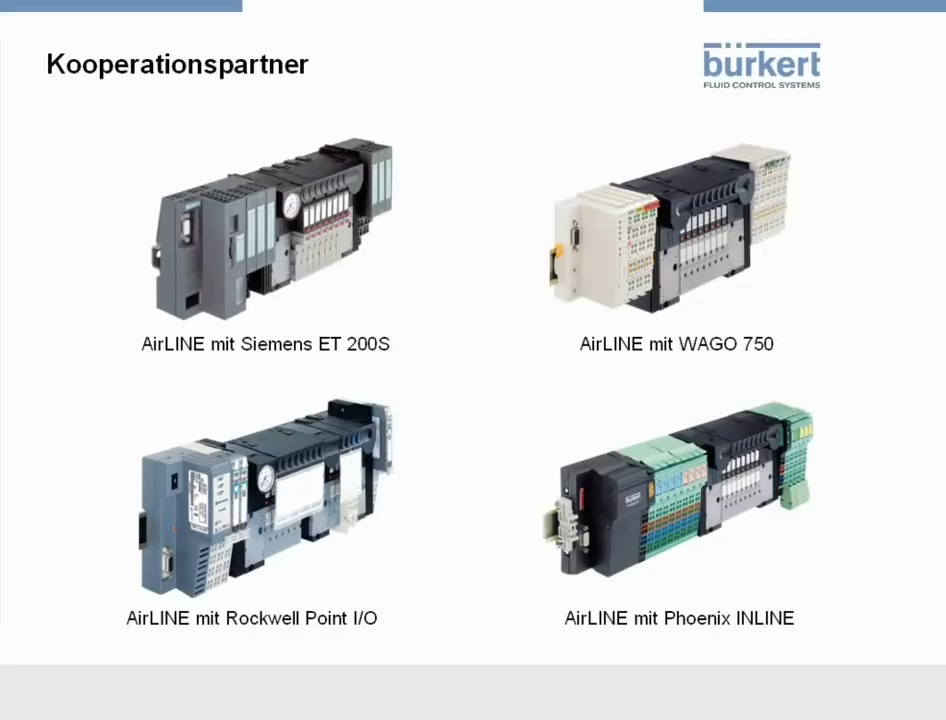 Kooperationspartner
bürkert
FLUID CONTROL SYSTEMS
AirLINE mit Siemens ET 200S
AirLINE mit WAGO 750
AirLINE mit Rockwell Point I/O
AirLINE mit Phoenix INLINE